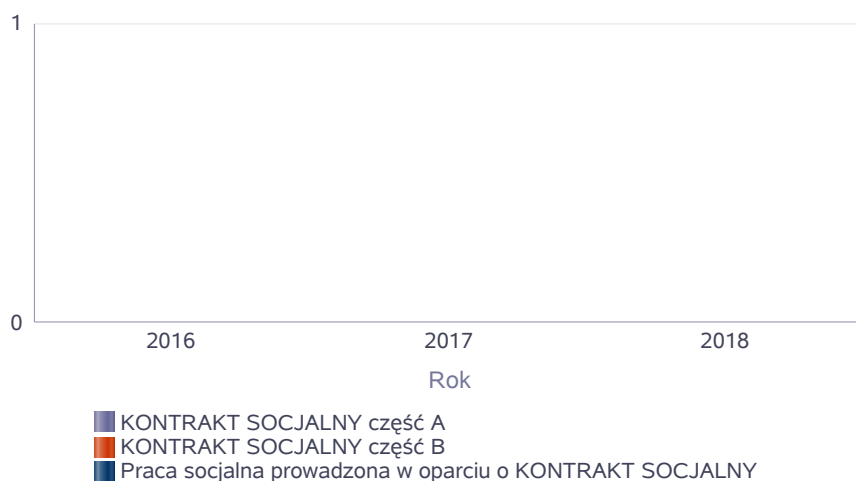 1
0
2016 2017 2018
Rok
KONTRAKT SOCJALNY część A
KONTRAKT SOCJALNY część B
Praca socjalna prowadzona w oparciu o KONTRAKT SOCJALNY